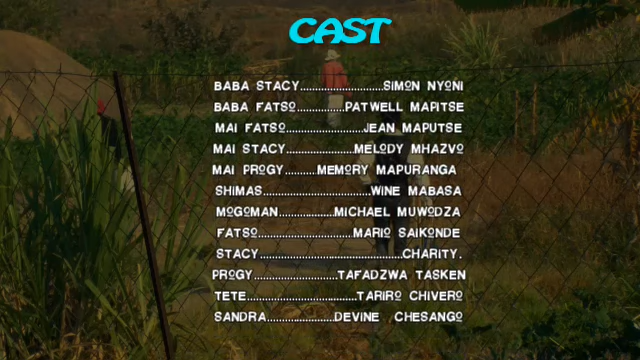 CAST
BABA STACY............................SIMON NYONI
BABA FATSO................PATWELL MAPITSE
MAI FATSO..........................JEAN MAPUTSE
MAI STACY.......................MELODY MHAZVO
MAI PROGY..........MEMORY MAPURANGA
SHIMAS....................................WINE MABASA
MOGOMAN..................MICHAEL MUWODZA
FATSO................................MARIO SAIKONDE
STACY................................................CHARITY.
PROGY............................TAFADZWA TASKEN
TETE.....................................TARIRO CHIVERO
SANDRA.......................DEVINE CHESANGO